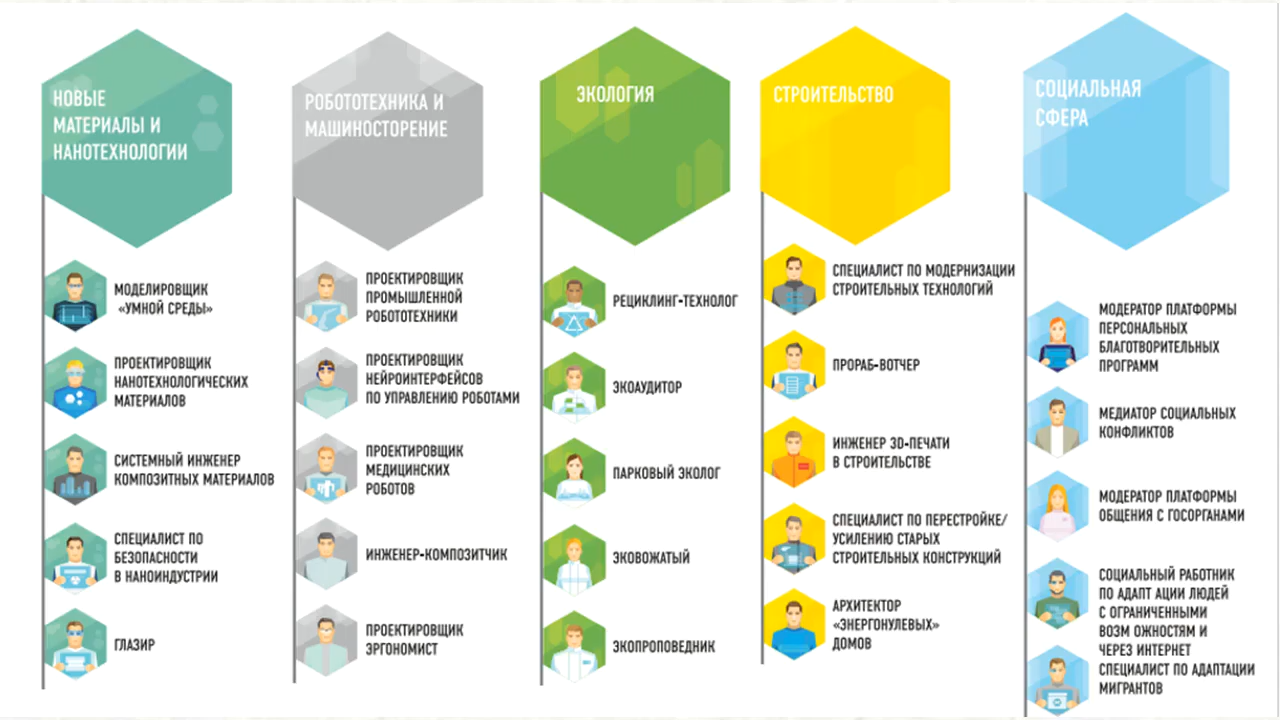 НОВЫЕ
МАТЕРИАЛЫ И
НАНОТЕХНОЛОГИИ
МОДЕЛИРОВЩИК
«УМНОЙ СРЕДЫ»
ПРОЕКТИРОВЩИК
НАНОТЕХНОЛОГИЧЕСКИХ
МАТЕРИАЛОВ
СИСТЕМНЫЙ ИНЖЕНЕР
КОМПОЗИТНЫХ МАТЕРИАЛОВ
СПЕЦИАЛИСТ ПО
БЕЗОПАСНОСТИ
В НАНОИНДУСТРИИ
ГЛАЗИР
РОБОТОТЕХНИКА И
МАШИНОСТОРЕНИЕ
ПРОЕКТИРОВЩИК
ПРОМЫШЛЕННОЙ
РОБОТОТЕХНИКИ
ПРОЕКТИРОВЩИК
НЕЙРОИНТЕРФЕЙСОВ
ПО УПРАВЛЕНИЮ РОБОТАМИ
ПРОЕКТИРОВЩИК
МЕДИЦИНСКИХ
РОБОТОВ
ИНЖЕНЕР-КОМПОЗИТЧИК
ПРОЕКТИРОВЩИК
ЭРГОНОМИСТ
ЭКОЛОГИЯ
РЕЦИКЛИНГ-ТЕХНОЛОГ
ЭКОАУДИТОР
ПАРКОВЫЙ ЭКОЛОГ
ЭКОВОЖАТЫЙ
ЭКОПРОПОВЕДНИК
СТРОИТЕЛЬСТВО
СПЕЦИАЛИСТ ПО МОДЕРНИЗАЦИИ
СТРОИТЕЛЬНЫХ ТЕХНОЛОГИЙ
ПРОРАБ-ВОТЧЕР
ИНЖЕНЕР 3D-ПЕЧАТИ
В СТРОИТЕЛЬСТВЕ
СПЕЦИАЛИСТ ПО ПЕРЕСТРОЙКЕ/
УСИЛЕНИЮ СТАРЫХ
СТРОИТЕЛЬНЫХ КОНСТРУКЦИЙ
АРХИТЕКТОР
«ЭНЕРГОНУЛЕВЫХ»
ДОМОВ
СОЦИАЛЬНАЯ
СФЕРА
МОДЕРАТОР ПЛАТФОРМЫ
ПЕРСОНАЛЬНЫХ
БЛАГОТВОРИТЕЛЬНЫХ
ПРОГРАММ
МЕДИАТОР СОЦИАЛЬНЫХ
КОНФЛИКТОВ
МОДЕРАТОР ПЛАТФОРМЫ
ОБЩЕНИЯ С ГОСОРГАНАМИ
СОЦИАЛЬНЫЙ РАБОТНИК
ПО АДАПТ АЦИИ ЛЮДЕЙ
С ОГРАНИЧЕННЫМИ
ВОЗМ ОЖНОСТЯМ И
ЧЕРЕЗ ИНТЕРНЕТ
СПЕЦИАЛИСТ ПО АДАПТАЦИИ
МИГРАНТОВ